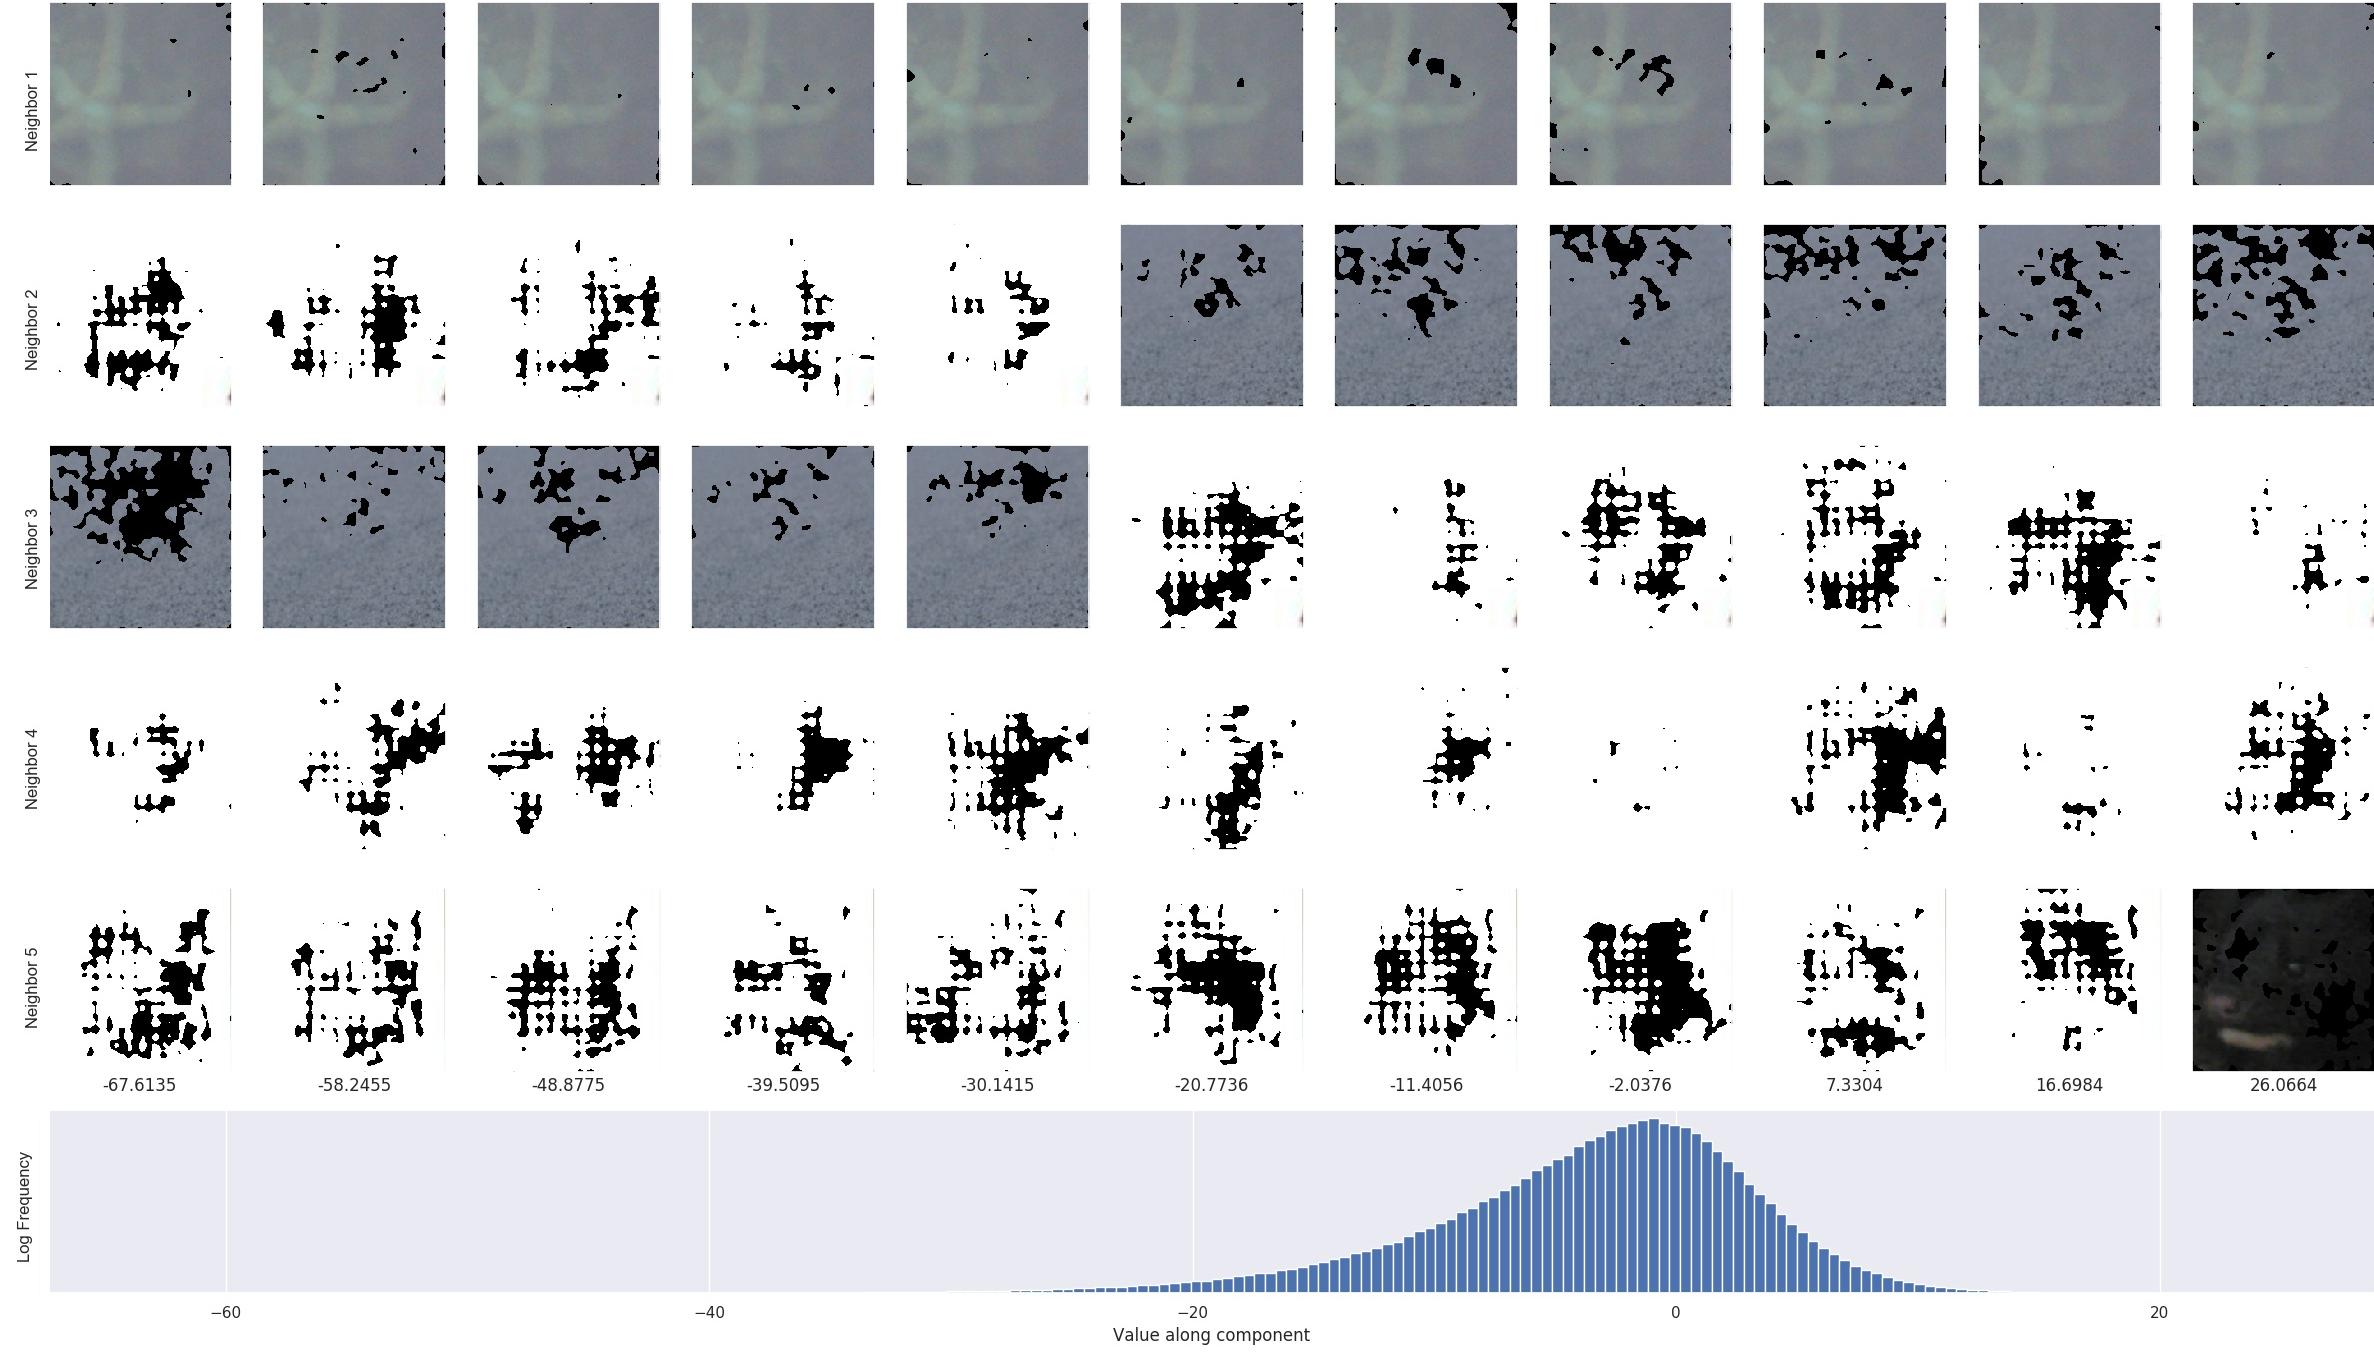 Neighbor 1
Neighbor 2
Neighbor 3
Neighbor 4
Neighbor 5
-67.6135 -58.2455 -48.8775 -39.5095 -30.1415 -20.7736 -11.4056 -2.0376 7.3304 16.6984 26.0664
Log Frequency
−60 −40 −20 0 20
Value along component